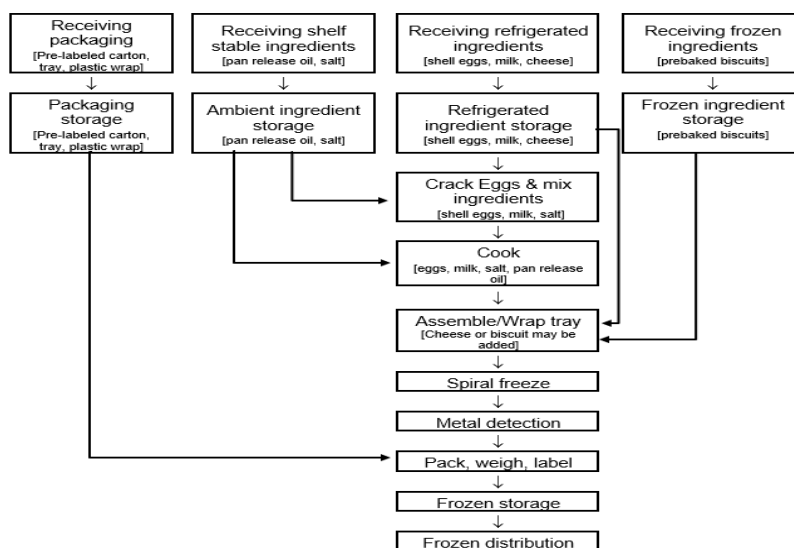 Receiving
packaging
[Pre-labeled carton,
tray, plastic wrap]
Receiving shelf
stable ingredients
[pan release oil, salt]
Receiving refrigerated
ingredients
[shell eggs, milk, cheese]
Receiving frozen
ingredients
[prebaked biscuits]
Packaging
storage
[Pre-labeled carton,
tray, plastic wrap]
Ambient ingredient
storage
[pan release oil, salt]
Refrigerated
ingredient storage
[shell eggs, milk, cheese]
Frozen ingredient
storage
[prebaked biscuits]
Crack Eggs & mix
ingredients
[shell eggs, milk, salt]
Cook
[eggs, milk, salt, pan release
oil]
Assemble/Wrap tray
[Cheese or biscuit may be
added]
Spiral freeze
Metal detection
Pack, weigh, label
Frozen storage
Frozen distribution